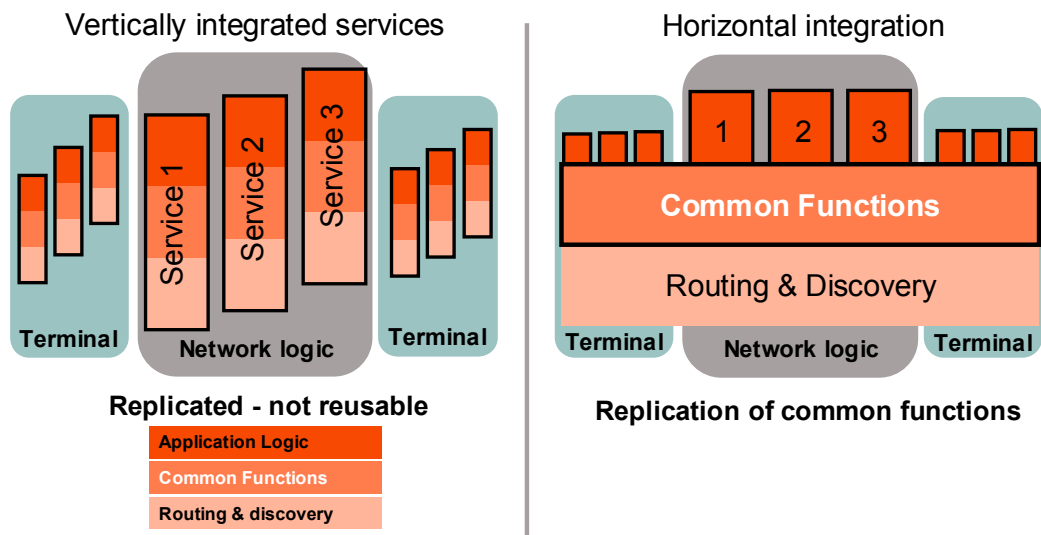 Vertically integrated services
Service 1
Service 2
Service 3
Terminal
Network logic
Terminal
Replicated - not reusable
Application Logic
Common Functions
Routing & discovery
Horizontal integration
1
2
3
Common Functions
Routing & Discovery
Terminal
Network logic
Terminal
Replication of common functions